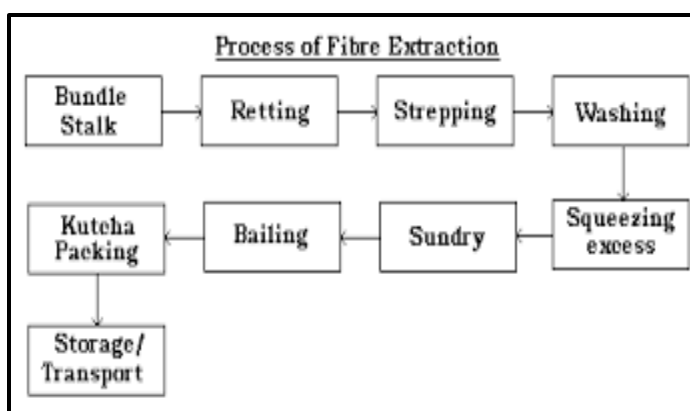 Process of Fibre Extraction
Bundle
Stalk
Retting
Strepping
Washing
Squeezing
excess
Sundry
Bailing
Kutcha
Packing
Storage/
Transport